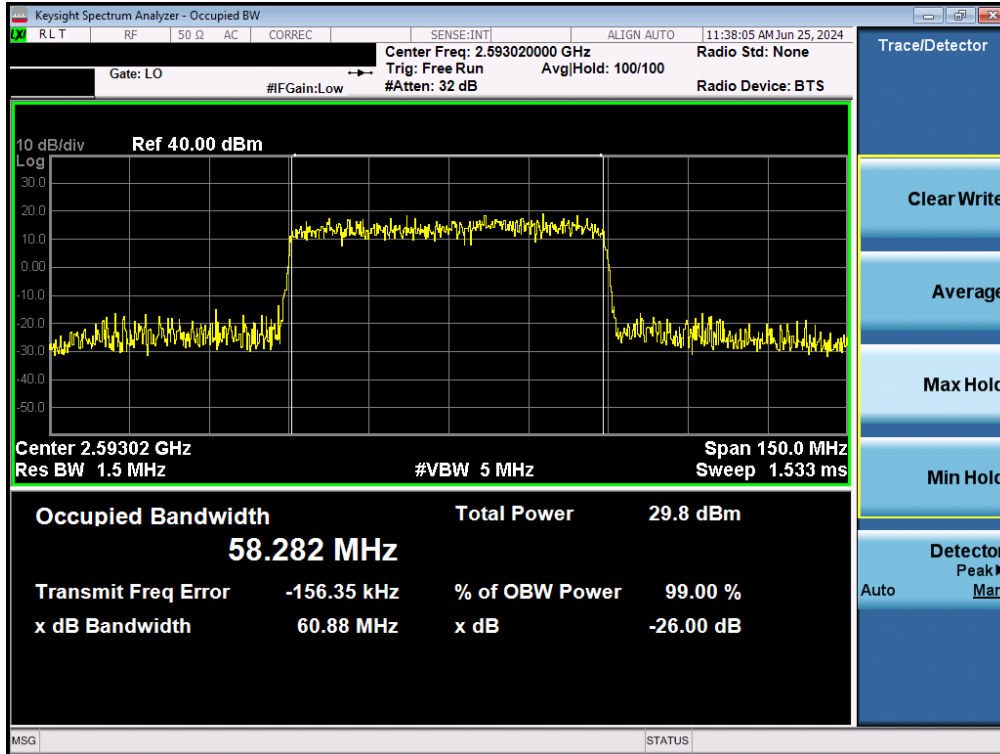 Keysight Spectrum Analyzer - Occupied BW
LXI RLT RF 50 Ω AC CORREC SENSE:INT ALIGN AUTO 11:38:05 AM Jun 25, 2024
Center Freq: 2.593020000 GHz Radio Std: None
Gate: LO Trig: Free Run Avg|Hold: 100/100
#IFGain:Low #Atten: 32 dB Radio Device: BTS
Trace/Detector
10 dB/div Ref 40.00 dBm
Log
30.0
20.0
10.0
0.00
-10.0
-20.0
-30.0
-40.0
-50.0
Center 2.59302 GHz Span 150.0 MHz
Res BW 1.5 MHz #VBW 5 MHz Sweep 1.533 ms
Occupied Bandwidth Total Power 29.8 dBm
58.282 MHz
Transmit Freq Error -156.35 kHz % of OBW Power 99.00 %
x dB Bandwidth 60.88 MHz x dB -26.00 dB
Clear Write
Average
Max Hold
Min Hold
Detector
Peak
Auto Man
MSG STATUS